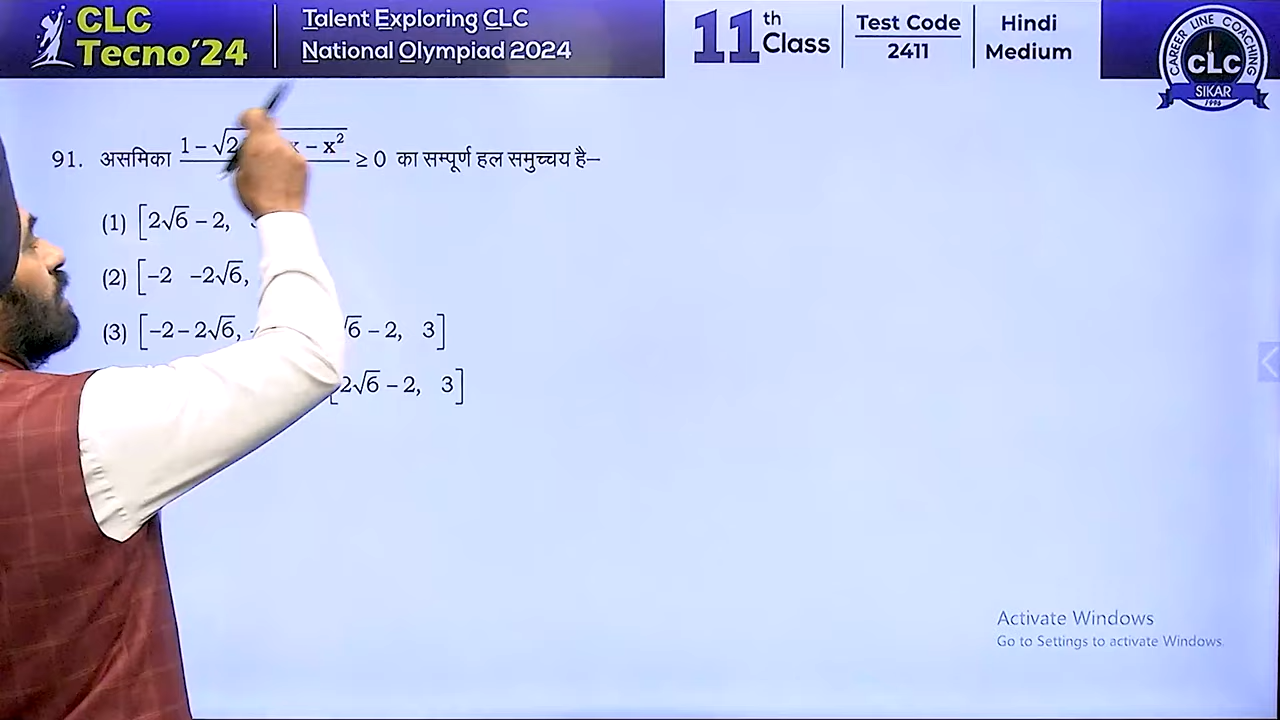 CLC
Tecno'24
Talent Exploring CLC
National Olympiad 2024
11th Class
Test Code
2411
Hindi
Medium
CAREER LINE COACHING
CLC
SIKAR
1996
91. असमिका (1 − √2 x − x²) / ≥ 0 का सम्पूर्ण हल समुच्चय है−
(1) [2√6 − 2,
(2) [−2 −2√6,
(3) [−2 − 2√6, √6 − 2, 3]
[2√6 − 2, 3]
Activate Windows
Go to Settings to activate Windows.